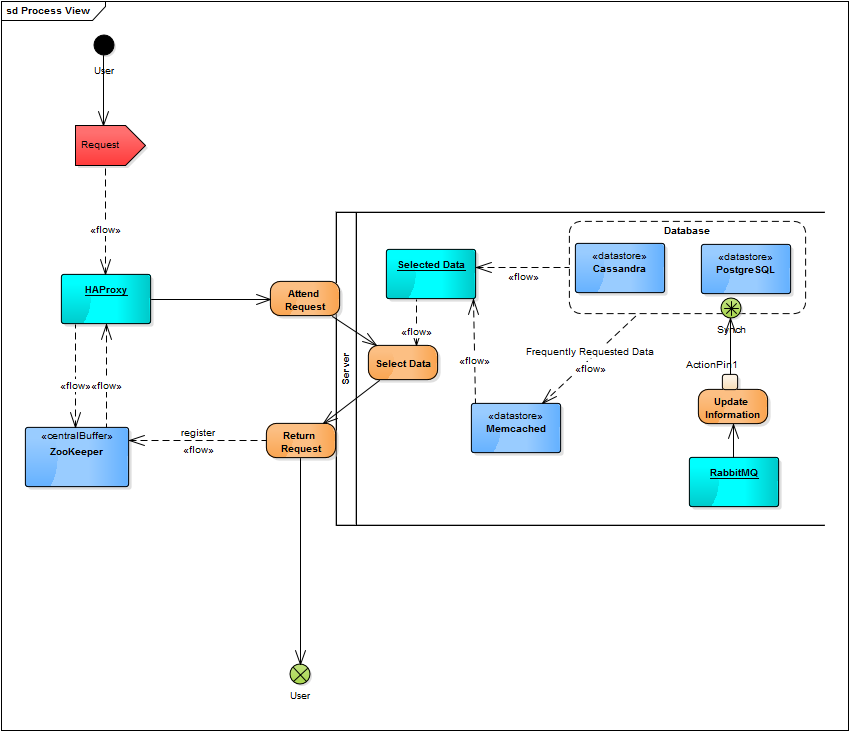 sd Process View
User
Request
«flow»
HAProxy
«flow»
«flow»
«centralBuffer»
ZooKeeper
register
«flow»
Attend
Request
Server
Select Data
Return
Request
User
Selected Data
«flow»
«flow»
«flow»
Database
«datastore»
Cassandra
«datastore»
PostgreSQL
Synch
Frequently Requested Data
«flow»
«datastore»
Memcached
ActionPin1
Update
Information
RabbitMQ